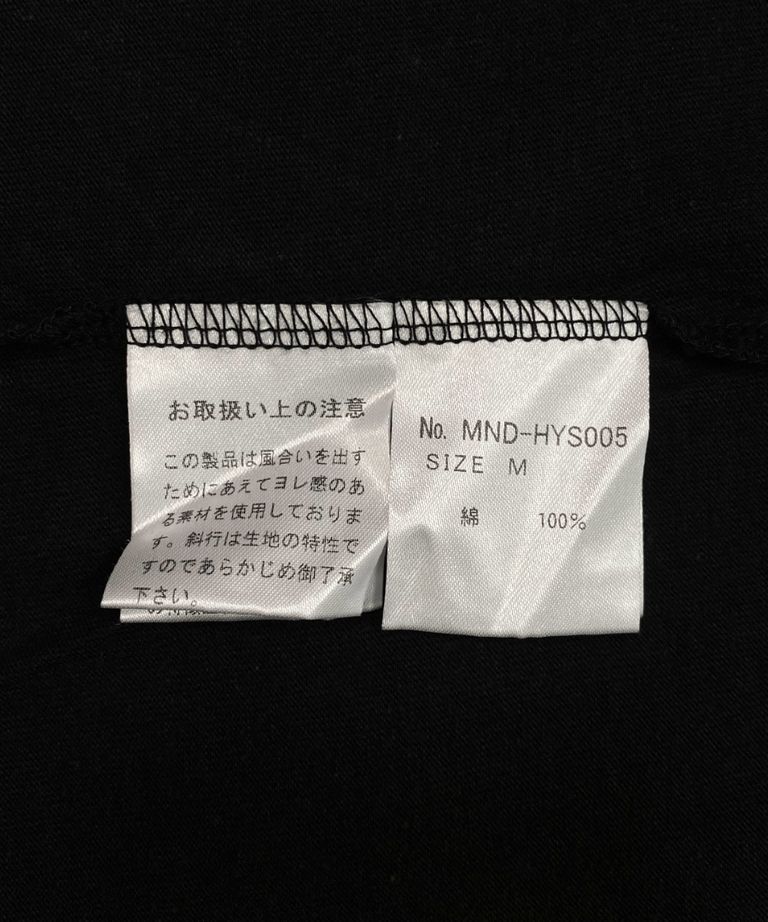 お取扱い上の注意
この製品は風合いを出す
ためにあえてヨレ感のあ
る素材を使用しておりま
す。斜行は生地の特性で
すのであらかじめ御了承
下さい。
No. MND-HYS005
SIZE M
綿 100%